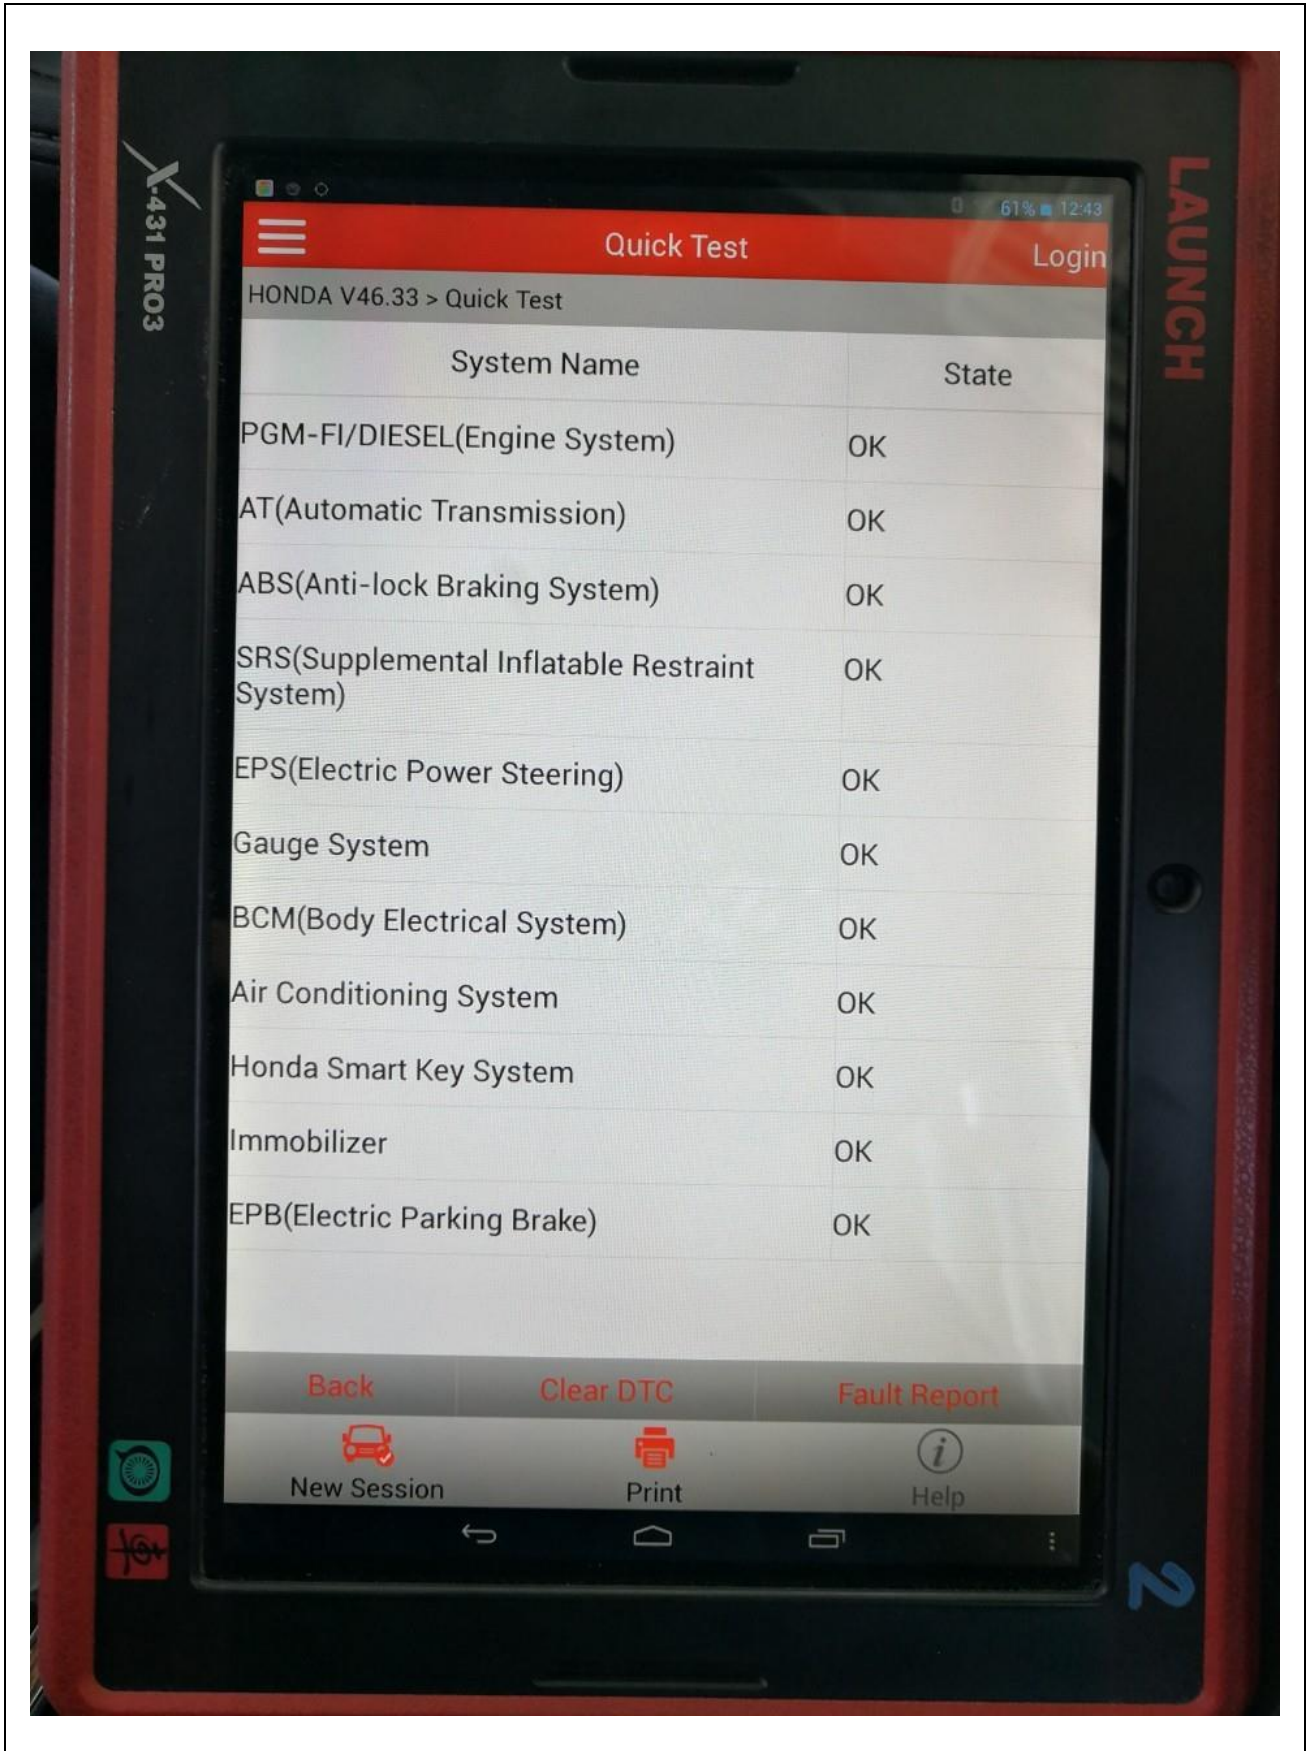 X-431 PRO3
LAUNCH
61% 12:43
Quick Test
Login
HONDA V46.33 > Quick Test
System Name
State
PGM-FI/DIESEL(Engine System)
OK
AT(Automatic Transmission)
OK
ABS(Anti-lock Braking System)
OK
SRS(Supplemental Inflatable Restraint
System)
OK
EPS(Electric Power Steering)
OK
Gauge System
OK
BCM(Body Electrical System)
OK
Air Conditioning System
OK
Honda Smart Key System
OK
Immobilizer
OK
EPB(Electric Parking Brake)
OK
Back
Clear DTC
Fault Report
New Session
Print
i
Help
2